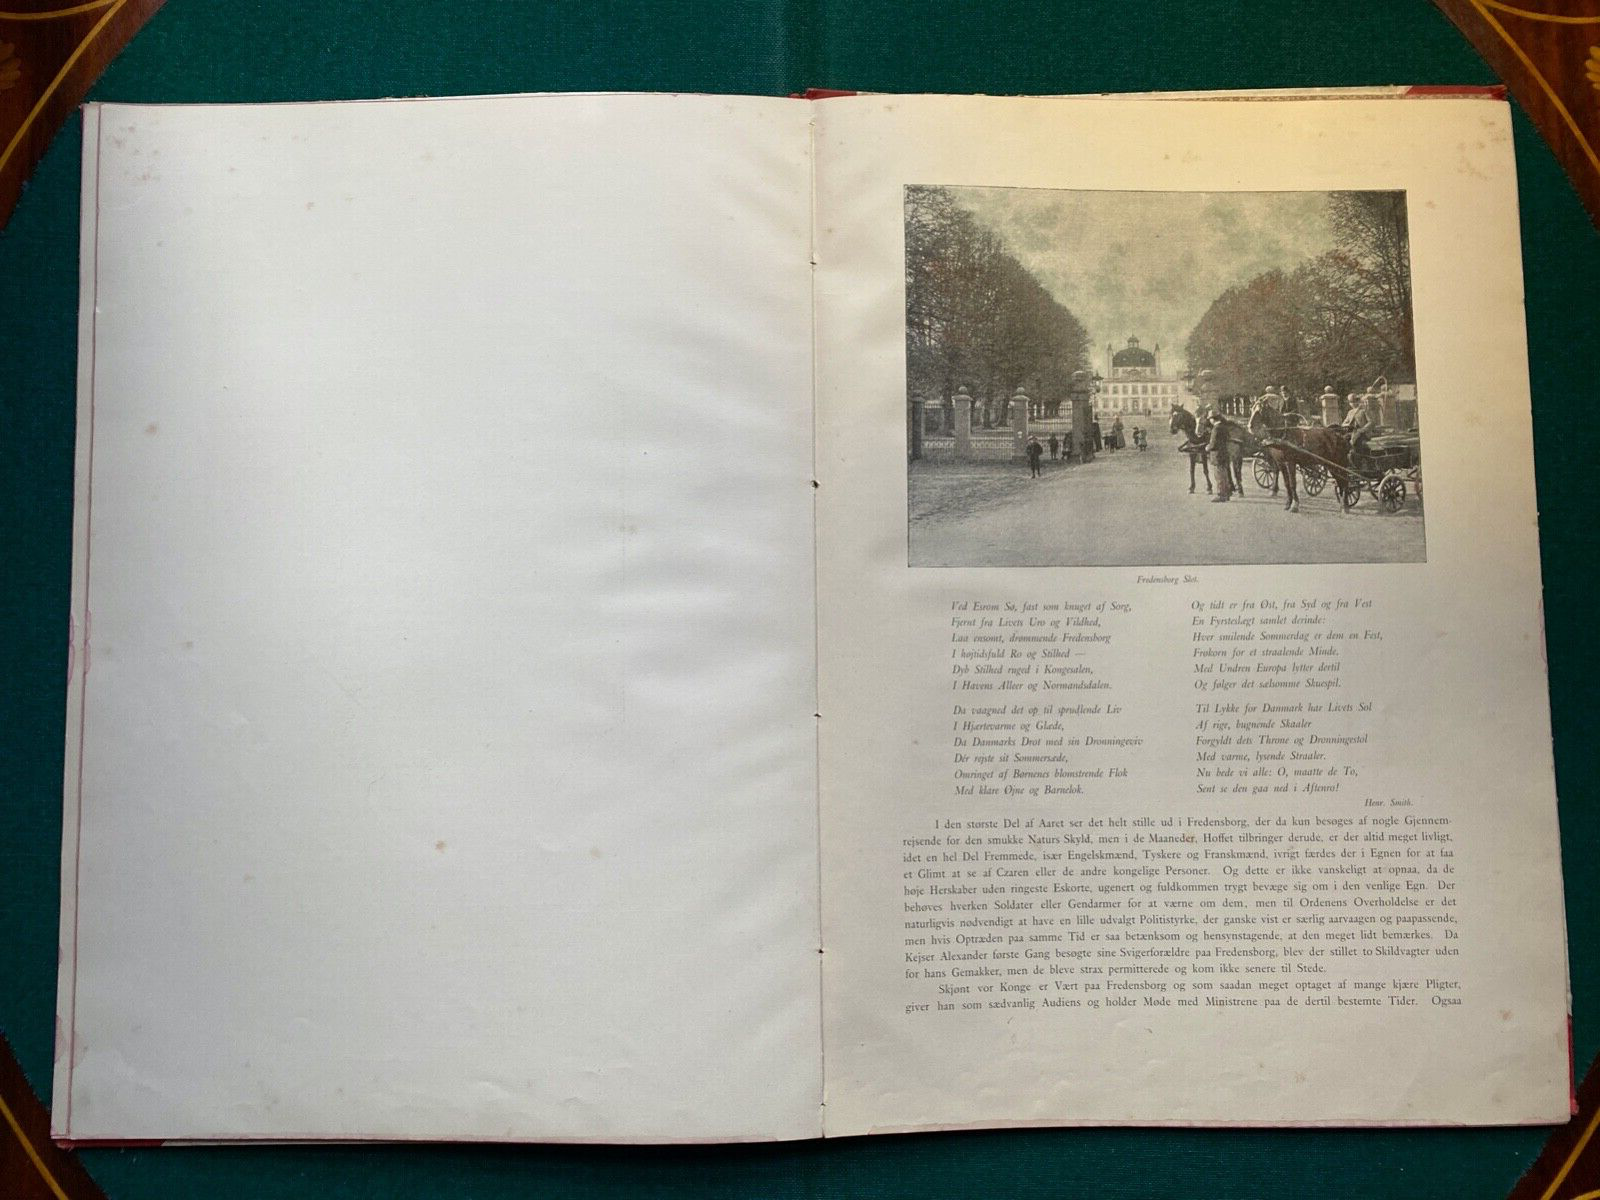 Fredensborg Slot.
Ved Esrom Sø, fast som knuget af Sorg,
Fjernt fra Livets Uro og Vildhed,
Laa ensomt, drømmende Fredensborg
I højtidsfuld Ro og Stilhed —
Dyb Stilhed ruged i Kongesalen,
I Havens Alleer og Normandsdalen.
Da vaagned det op til sprudlende Liv
I Hjærtevarme og Glæde,
Da Danmarks Drot med sin Dronningeviv
Dér rejste sit Sommersæde,
Omringet af Børnenes blomstrende Flok
Med klare Øjne og Barnelok.
Og tidt er fra Øst, fra Syd og fra Vest
En Fyrsteslægt samlet derinde:
Hver smilende Sommerdag er dem en Fest,
Frøkorn for et straalende Minde.
Med Undren Europa lytter dertil
Og følger det sælsomme Skuespil.
Til Lykke for Danmark har Livets Sol
Af rige, bugnende Skaaler
Forgyldt dets Throne og Dronningestol
Med varme, lysende Straaler.
Nu bede vi alle: O, maatte de To,
Sent se den gaa ned i Aftenro!
Henr. Smith.
I den største Del af Aaret ser det helt stille ud i Fredensborg, der da kun besøges af nogle Gjennem-
rejsende for den smukke Naturs Skyld, men i de Maaneder, Hoffet tilbringer derude, er der altid meget livligt,
idet en hel Del Fremmede, især Engelskmænd, Tyskere og Franskmænd, ivrigt færdes der i Egnen for at faa
et Glimt at se af Czaren eller de andre kongelige Personer. Og dette er ikke vanskeligt at opnaa, da de
høje Herskaber uden ringeste Eskorte, ugenert og fuldkommen trygt bevæge sig om i den venlige Egn. Der
behøves hverken Soldater eller Gendarmer for at værne om dem, men til Ordenens Overholdelse er det
naturligvis nødvendigt at have en lille udvalgt Politistyrke, der ganske vist er særlig aarvaagen og paapassende,
men hvis Optræden paa samme Tid er saa betænksom og hensynstagende, at den meget lidt bemærkes. Da
Kejser Alexander første Gang besøgte sine Svigerforældre paa Fredensborg, blev der stillet to Skildvagter uden
for hans Gemakker, men de bleve strax permitterede og kom ikke senere til Stede.
Skjønt vor Konge er Vært paa Fredensborg og som saadan meget optaget af mange kjære Pligter,
giver han som sædvanlig Audiens og holder Møde med Ministrene paa de dertil bestemte Tider. Ogsaa